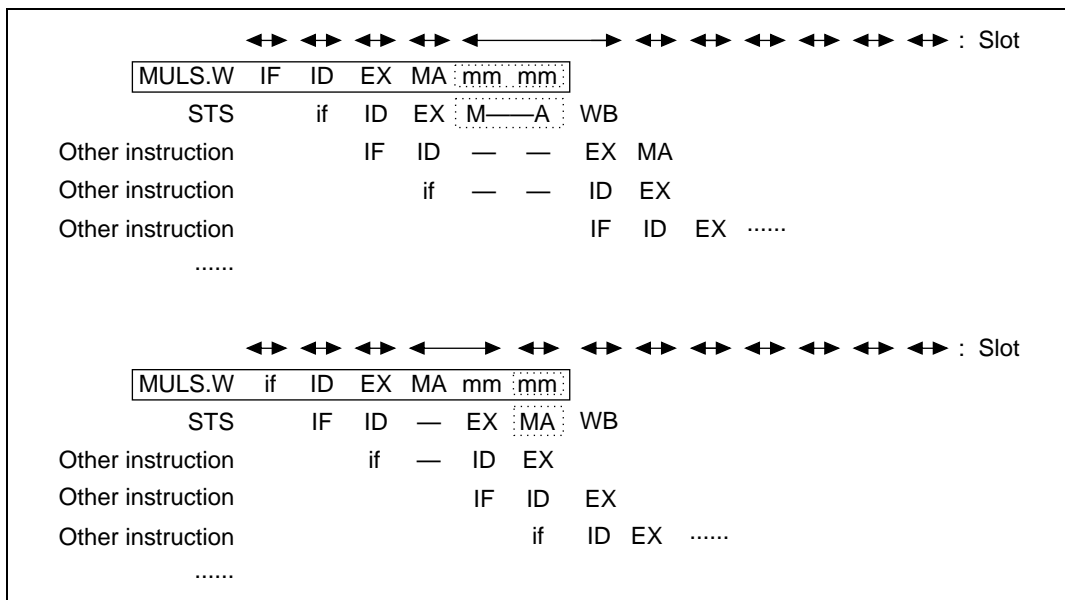 : Slot
MULS.W IF ID EX MA mm mm
STS if ID EX M——A WB
Other instruction IF ID — — EX MA
Other instruction if — — ID EX
Other instruction IF ID EX ······
······
: Slot
MULS.W if ID EX MA mm mm
STS IF ID — EX MA WB
Other instruction if — ID EX
Other instruction IF ID EX
Other instruction if ID EX ······
······